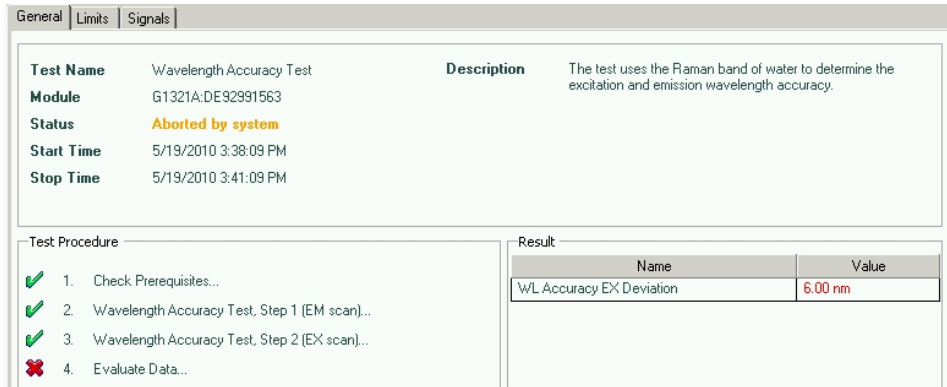 General Limits Signals
Test Name Wavelength Accuracy Test Description The test uses the Raman band of water to determine the
excitation and emission wavelength accuracy.
Module G1321A:DE92991563
Status Aborted by system
Start Time 5/19/2010 3:38:09 PM
Stop Time 5/19/2010 3:41:09 PM
Test Procedure
1. Check Prerequisites...
2. Wavelength Accuracy Test, Step 1 (EM scan)...
3. Wavelength Accuracy Test, Step 2 (EX scan)...
4. Evaluate Data...
Result
Name Value
WL Accuracy EX Deviation 6.00 nm